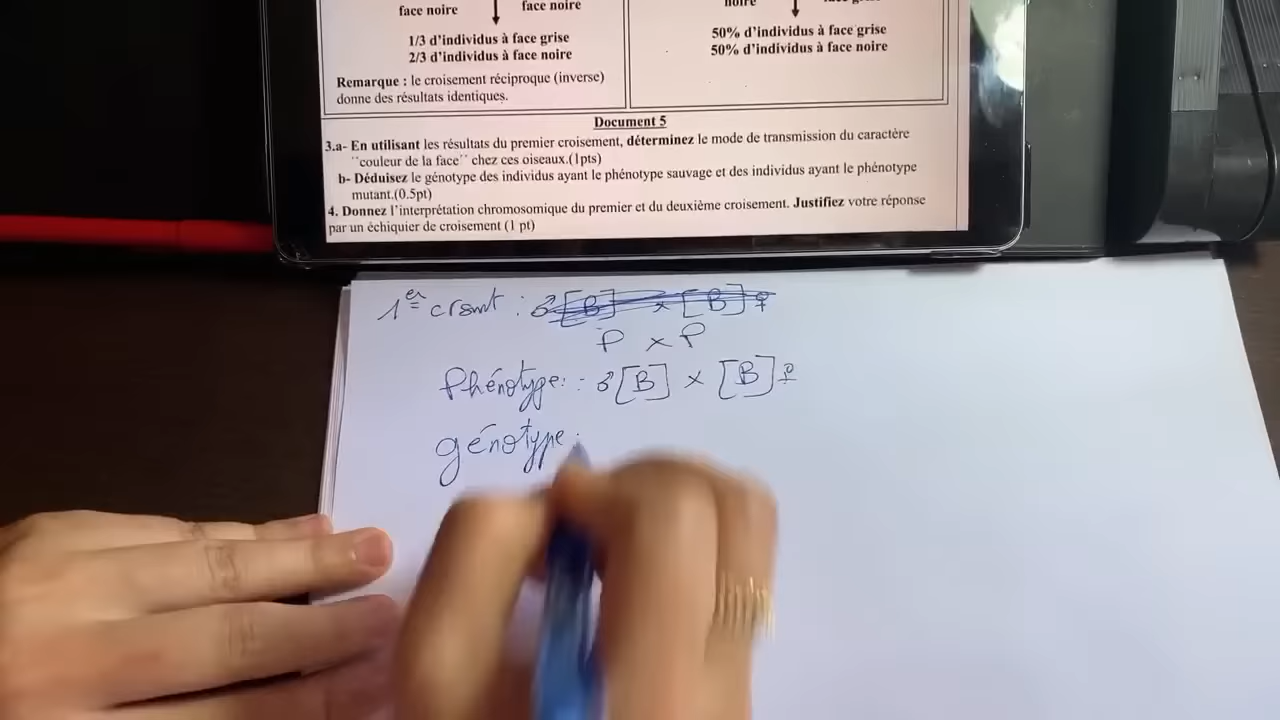 face noire
face noire
1/3 d'individus à face grise
2/3 d'individus à face noire
Remarque : le croisement réciproque (inverse)
donne des résultats identiques.
noire
50% d'individus à face grise
50% d'individus à face noire
Document 5
3.a- En utilisant les résultats du premier croisement, déterminez le mode de transmission du caractère
``couleur de la face´´ chez ces oiseaux.(1pts)
b- Déduisez le génotype des individus ayant le phénotype sauvage et des individus ayant le phénotype
mutant.(0.5pt)
4. Donnez l'interprétation chromosomique du premier et du deuxième croisement. Justifiez votre réponse
par un échiquier de croisement (1 pt)
1er crsmt : ♂[B] x [B]♀
P x P
Phénotype : ♂[B] x [B]♀
génotype :